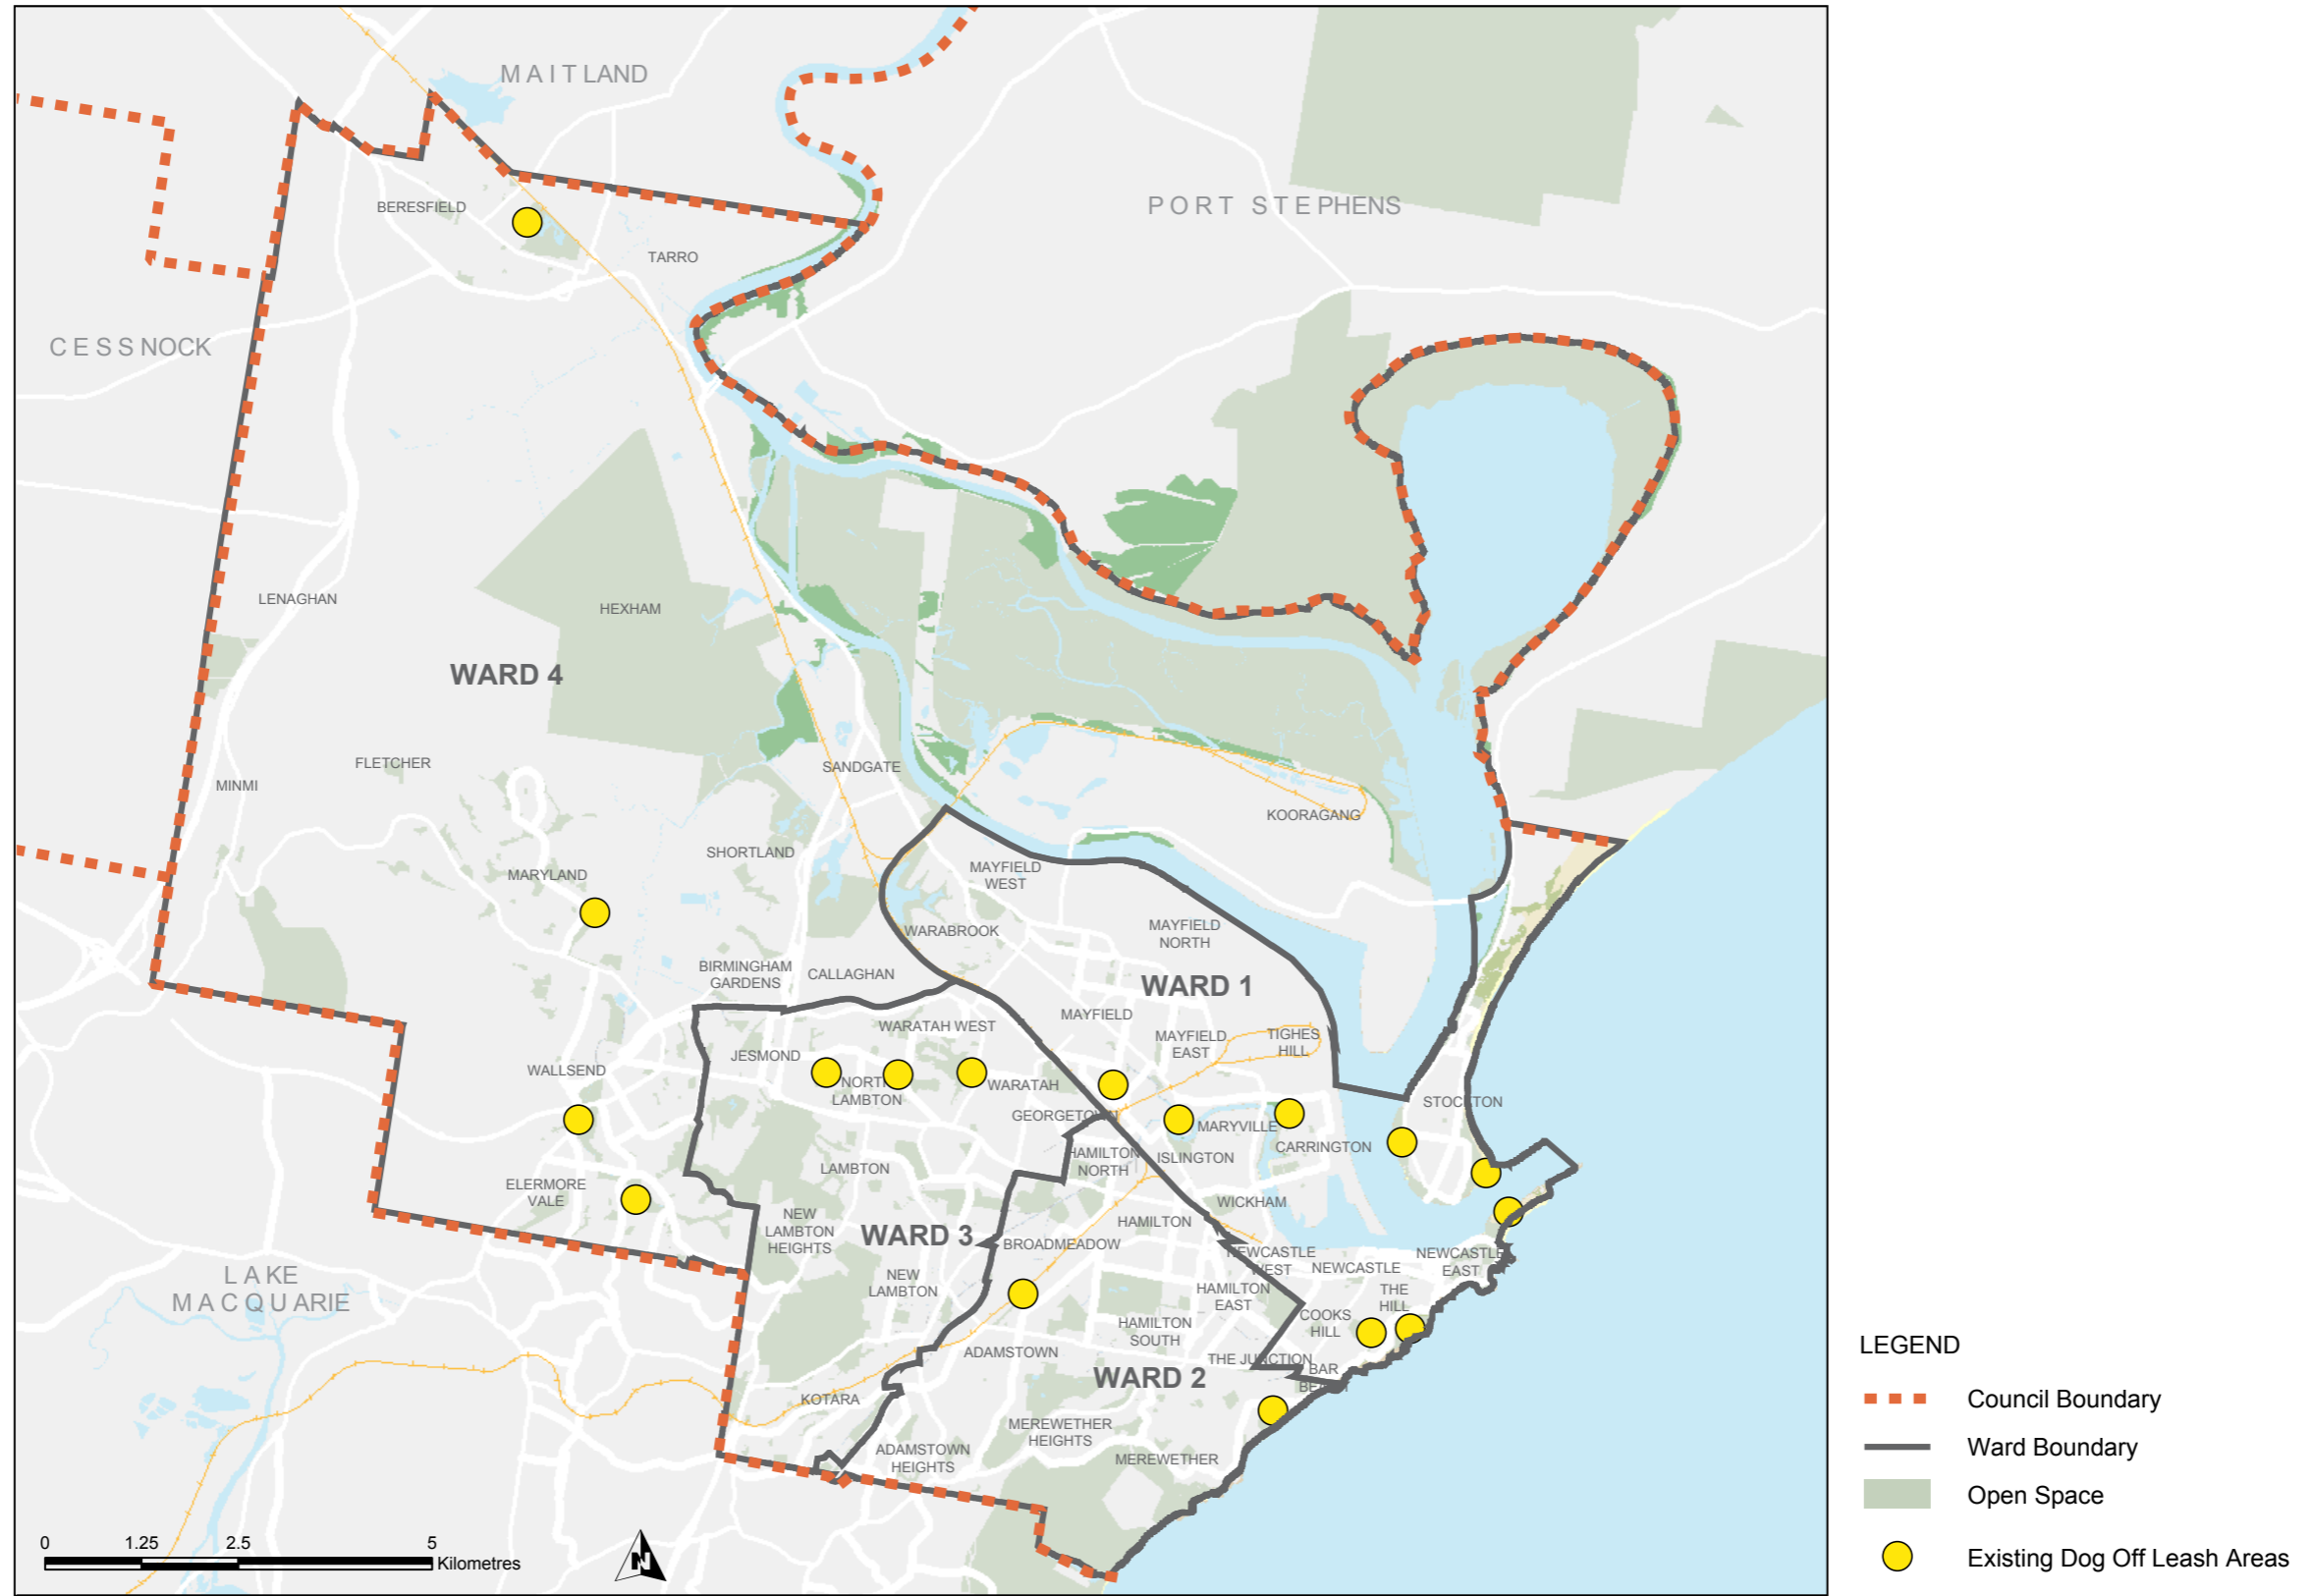 MAITLAND
BERESFIELD
PORT STEPHENS
TARRO
CESSNOCK
LENAGHAN
HEXHAM
WARD 4
FLETCHER
SANDGATE
MINMI
KOORAGANG
SHORTLAND
MAYFIELD
WEST
MARYLAND
WARABROOK
MAYFIELD
NORTH
BIRMINGHAM
GARDENS
CALLAGHAN
WARD 1
MAYFIELD
WARATAH WEST
MAYFIELD
EAST
TIGHES
HILL
JESMOND
WALLSEND
NORTH
LAMBTON
WARATAH
STOCKTON
GEORGETOWN
MARYVILLE
CARRINGTON
HAMILTON
NORTH
ISLINGTON
LAMBTON
ELERMORE
VALE
WICKHAM
NEW
LAMBTON
HEIGHTS
HAMILTON
WARD 3
BROADMEADOW
NEWCASTLE
WEST
NEWCASTLE
NEWCASTLE
EAST
LAKE
MACQUARIE
NEW
LAMBTON
HAMILTON
EAST
THE
HILL
COOKS
HILL
HAMILTON
SOUTH
ADAMSTOWN
THE JUNCTION
BAR
BEACH
WARD 2
KOTARA
MEREWETHER
HEIGHTS
ADAMSTOWN
HEIGHTS
MEREWETHER
0 1.25 2.5 5
Kilometres
N
LEGEND
Council Boundary
Ward Boundary
Open Space
Existing Dog Off Leash Areas